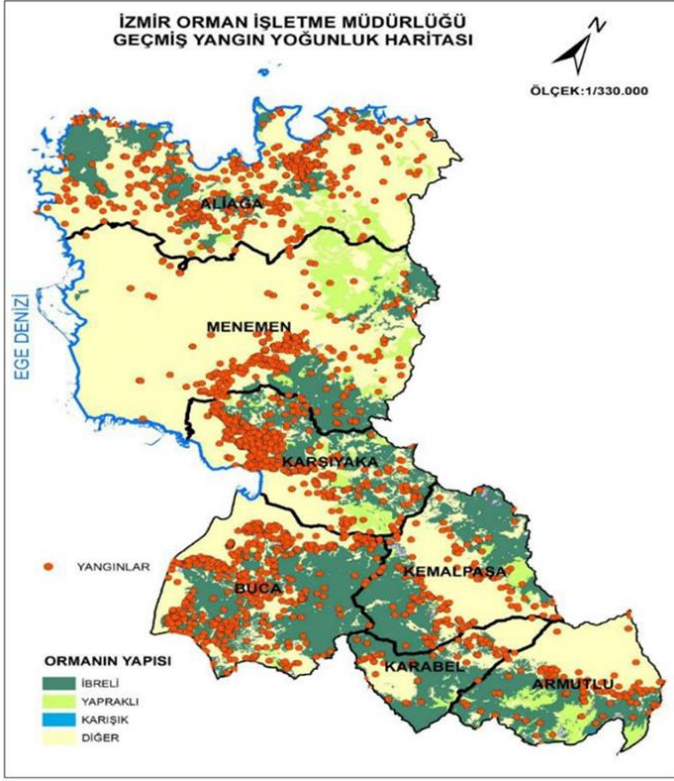 İZMİR ORMAN İŞLETME MÜDÜRLÜĞÜ
GEÇMİŞ YANGIN YOĞUNLUK HARİTASI
N
ÖLÇEK:1/330.000
ALİAĞA
MENEMEN
EGE DENİZİ
KARŞIYAKA
YANGINLAR
KEMALPAŞA
BUCA
KARABEL
ARMUTLU
ORMANIN YAPISI
İBRELİ
YAPRAKLI
KARIŞIK
DİĞER